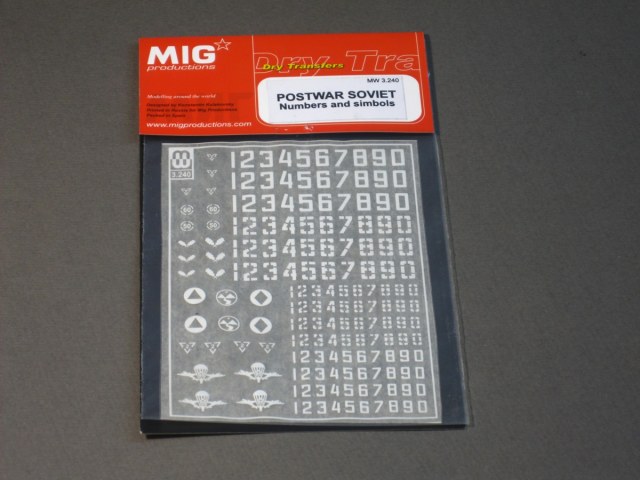 MIG
productions
Dry Tra
Dry Transfers
MW 3.240
POSTWAR SOVIET
Numbers and simbols
Modelling around the world
www.migproductions.com
3.240
1234567890
1234567890
1234567890
1234567890
1234567890
1234567890
1234567890
1234567890
1234567890
1234567890
1234567890
1234567890
1234567890